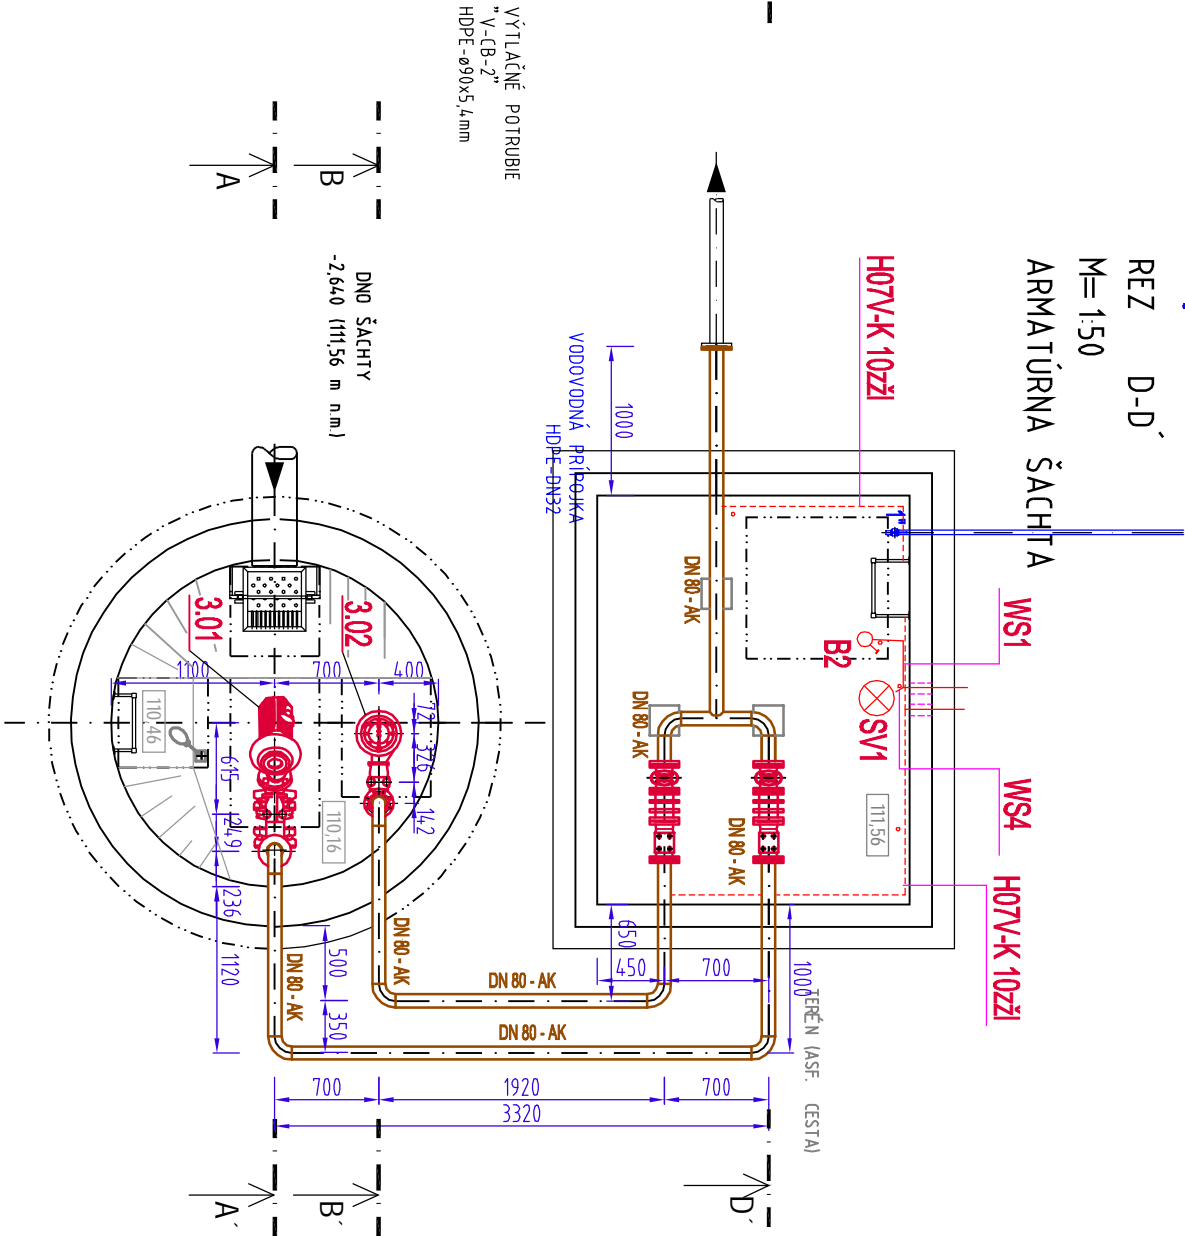 REZ D-D´
M= 1:50
ARMATÚRNA ŠACHTA
VÝTLAČNÉ POTRUBIE
"V-CB-2"
HDPE-ø90x5,4mm
A
B
DNO ŠACHTY
-2,640 (111,56 m n.m.)
VODOVODNÁ PRÍPOJKA
HDPE-DN32
H07V-K 10zžl
1000
1"
WS1
B2
SV1
WS4
H07V-K 10zžl
111,56
DN 80 - AK
DN 80 - AK
DN 80 - AK
3.01
3.02
1100
700
400
110,46
110,16
72
326
142
615
249
236
1120
500
350
DN 80 - AK
DN 80 - AK
DN 80 - AK
DN 80 - AK
650
450
700
1000
TERÉN (ASF. CESTA)
700
1920
700
3320
A´
B´
D´